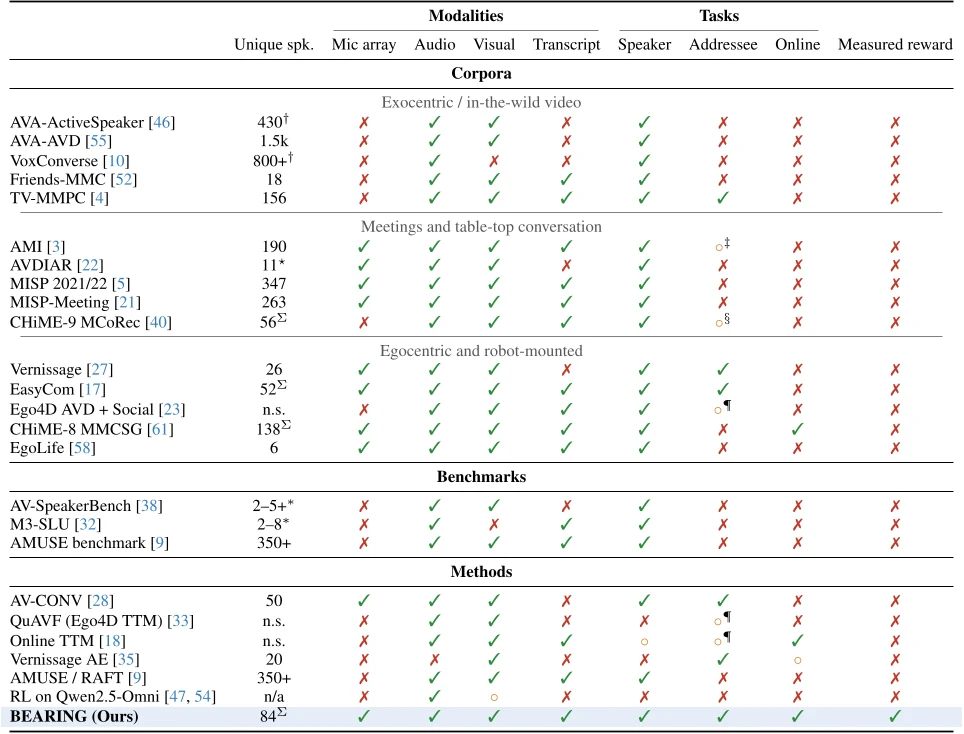 Modalities Tasks
Unique spk. Mic array Audio Visual Transcript Speaker Addressee Online Measured reward
Corpora
Exocentric / in-the-wild video
AVA-ActiveSpeaker [46] 430† ✗ ✓ ✓ ✗ ✓ ✗ ✗ ✗
AVA-AVD [55] 1.5k ✗ ✓ ✓ ✗ ✓ ✗ ✗ ✗
VoxConverse [10] 800+† ✗ ✓ ✗ ✗ ✓ ✗ ✗ ✗
Friends-MMC [52] 18 ✗ ✓ ✓ ✓ ✓ ✗ ✗ ✗
TV-MMPC [4] 156 ✗ ✓ ✓ ✓ ✓ ✓ ✗ ✗
Meetings and table-top conversation
AMI [3] 190 ✓ ✓ ✓ ✓ ✓ ○‡ ✗ ✗
AVDIAR [22] 11⋆ ✓ ✓ ✓ ✗ ✓ ✗ ✗ ✗
MISP 2021/22 [5] 347 ✓ ✓ ✓ ✓ ✓ ✗ ✗ ✗
MISP-Meeting [21] 263 ✓ ✓ ✓ ✓ ✓ ✗ ✗ ✗
CHiME-9 MCoRec [40] 56Σ ✗ ✓ ✓ ✓ ✓ ○§ ✗ ✗
Egocentric and robot-mounted
Vernissage [27] 26 ✓ ✓ ✓ ✗ ✓ ✓ ✗ ✗
EasyCom [17] 52Σ ✓ ✓ ✓ ✓ ✓ ✓ ✗ ✗
Ego4D AVD + Social [23] n.s. ✗ ✓ ✓ ✓ ✓ ○¶ ✗ ✗
CHiME-8 MMCSG [61] 138Σ ✓ ✓ ✓ ✓ ✓ ✗ ✓ ✗
EgoLife [58] 6 ✓ ✓ ✓ ✓ ✓ ✗ ✗ ✗
Benchmarks
AV-SpeakerBench [38] 2–5+* ✗ ✓ ✓ ✗ ✓ ✗ ✗ ✗
M3-SLU [32] 2–8* ✗ ✓ ✗ ✓ ✓ ✗ ✗ ✗
AMUSE benchmark [9] 350+ ✗ ✓ ✓ ✓ ✓ ✗ ✗ ✗
Methods
AV-CONV [28] 50 ✓ ✓ ✓ ✗ ✓ ✓ ✗ ✗
QuAVF (Ego4D TTM) [33] n.s. ✗ ✓ ✓ ✗ ✗ ○¶ ✗ ✗
Online TTM [18] n.s. ✗ ✓ ✓ ✓ ○ ○¶ ✓ ✗
Vernissage AE [35] 20 ✗ ✗ ✓ ✗ ✗ ✓ ○ ✗
AMUSE / RAFT [9] 350+ ✗ ✓ ✓ ✓ ✓ ✗ ✗ ✗
RL on Qwen2.5-Omni [47, 54] n/a ✗ ✓ ○ ✗ ✗ ✗ ✗ ✗
BEARING (Ours) 84Σ ✓ ✓ ✓ ✓ ✓ ✓ ✓ ✓